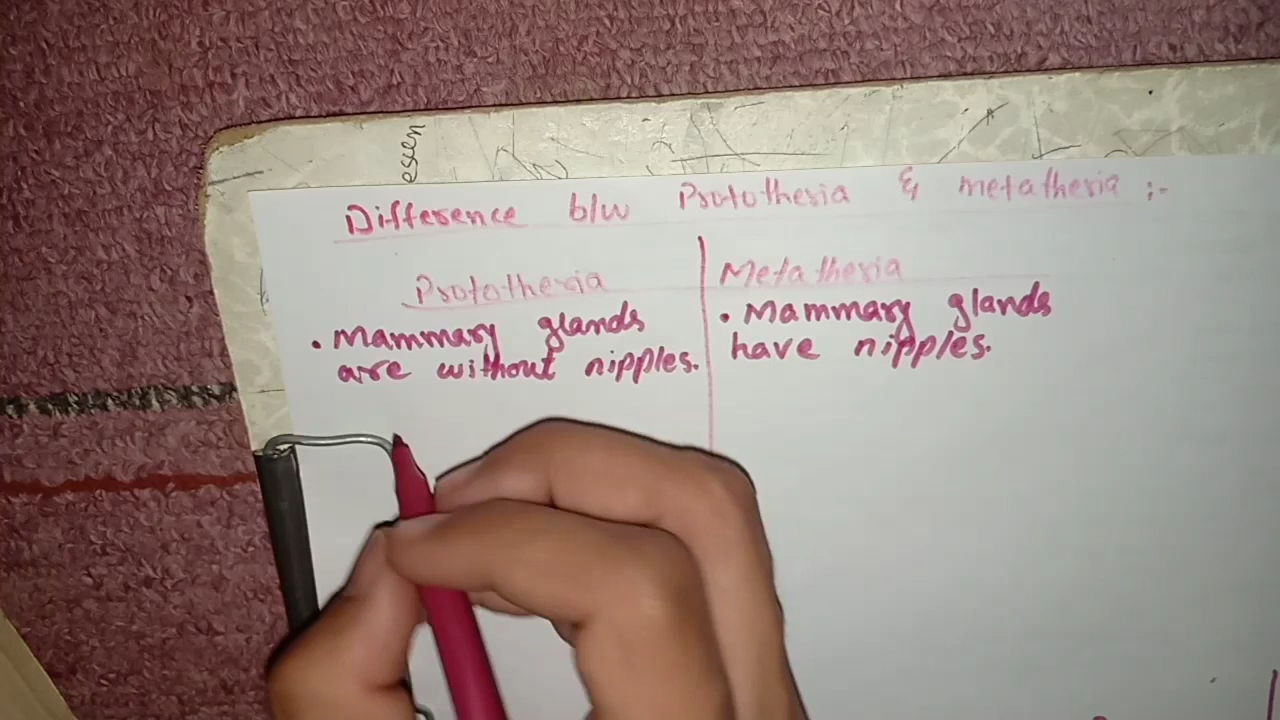 Difference b/w Prototheria & metatheria :-
Prototheria
• Mammary glands
are without nipples.
Metatheria
• Mammary glands
have nipples.